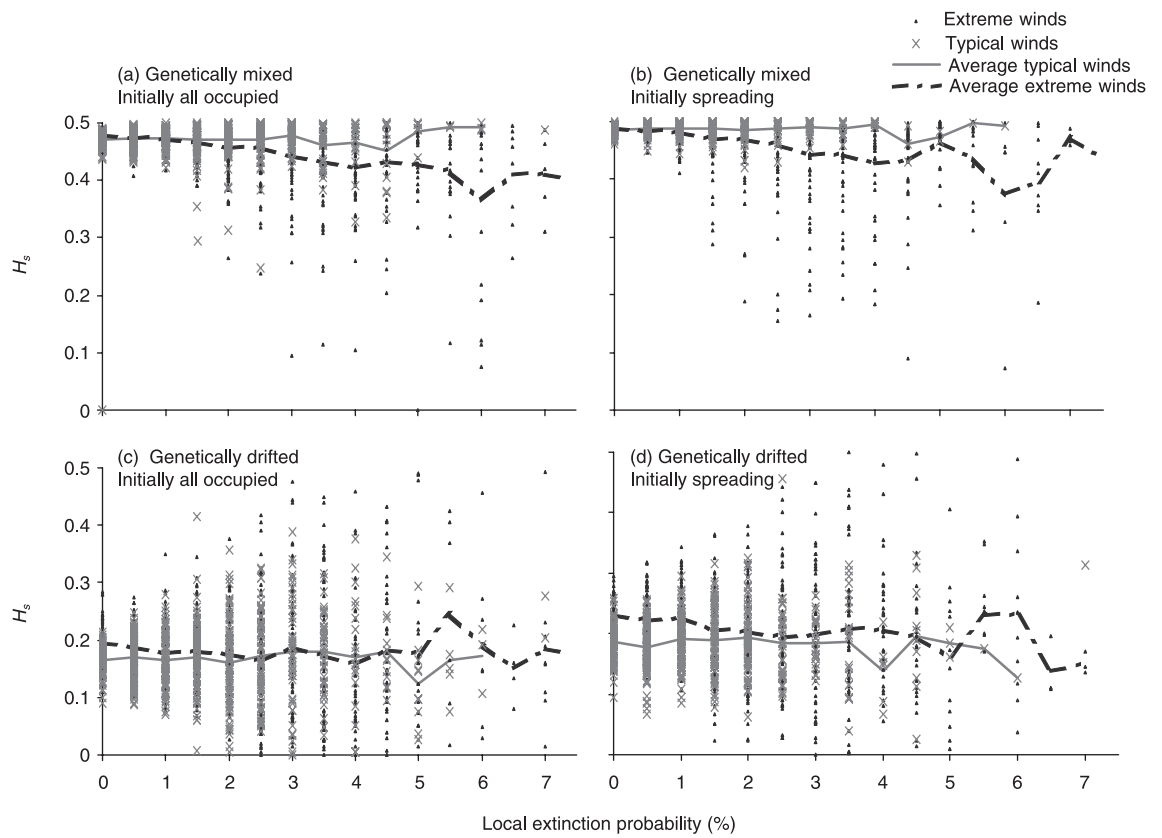 Extreme winds
Typical winds
Average typical winds
Average extreme winds
(a) Genetically mixed
Initially all occupied
(b) Genetically mixed
Initially spreading
0.5
0.4
0.3
0.2
0.1
0
Hs
(c) Genetically drifted
Initially all occupied
(d) Genetically drifted
Initially spreading
0.5
0.4
0.3
0.2
0.1
0
Hs
0 1 2 3 4 5 6 7
0 1 2 3 4 5 6 7
Local extinction probability (%)